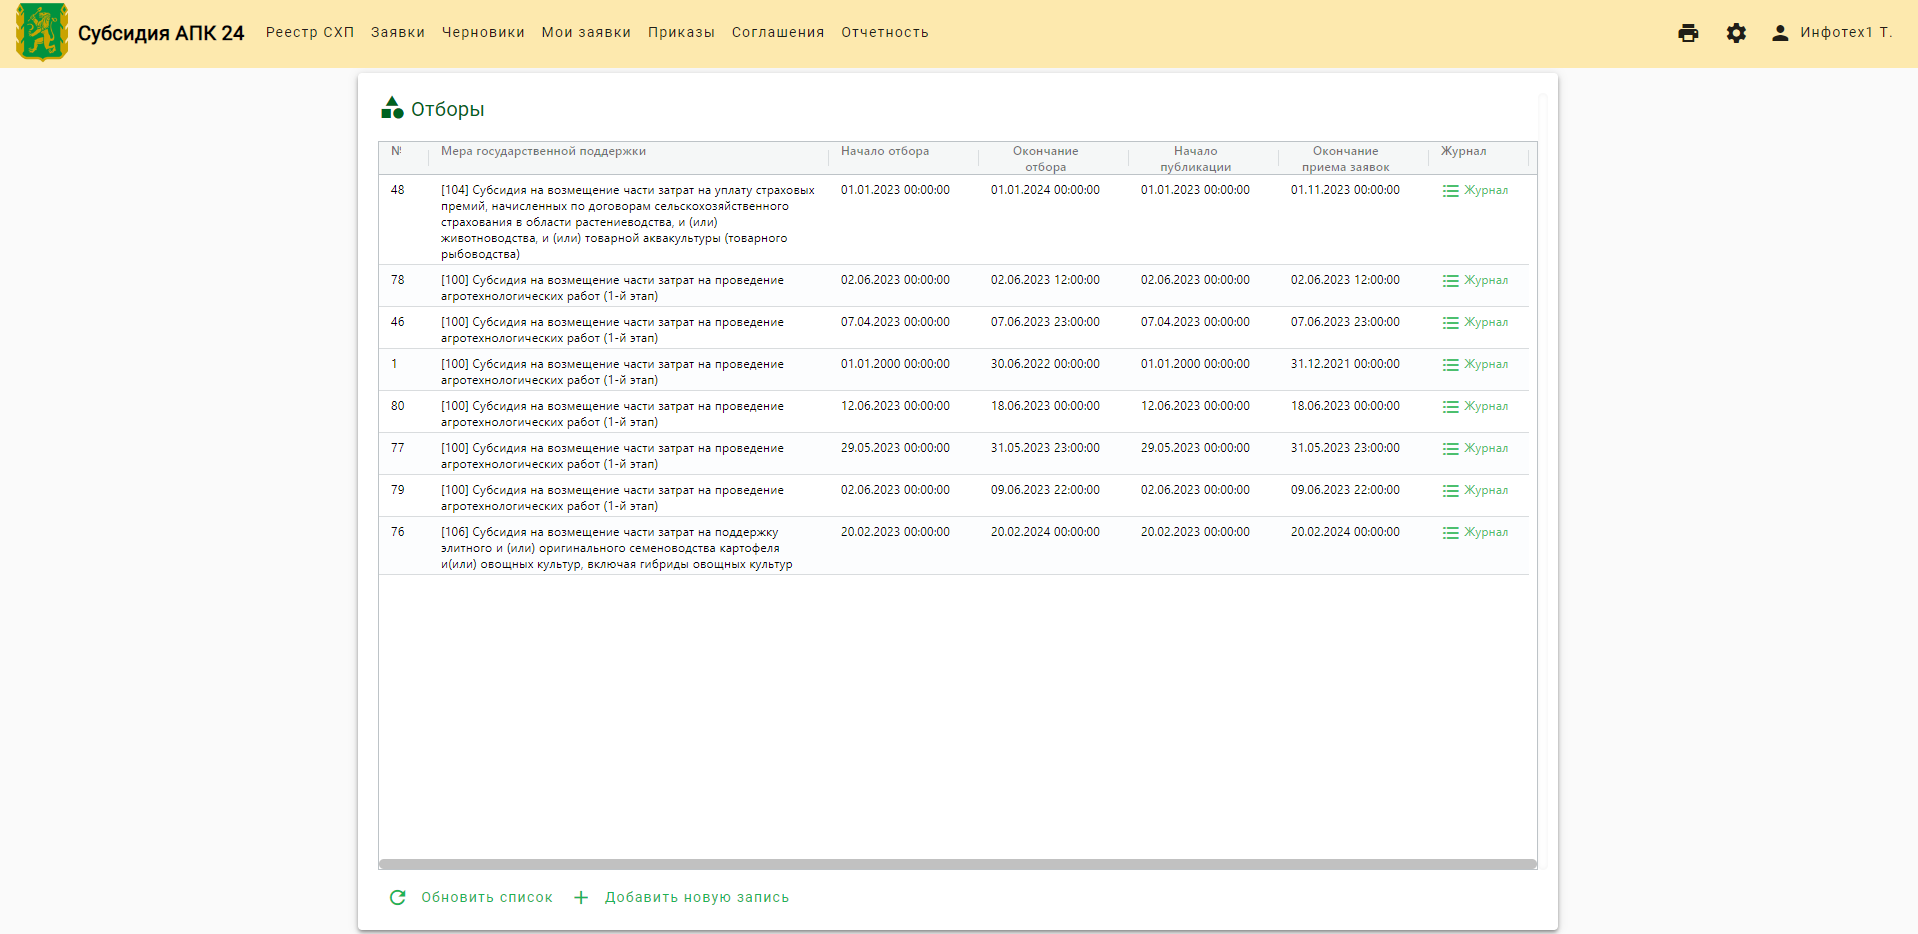 Субсидия АПК 24 Реестр СХП Заявки Черновики Мои заявки Приказы Соглашения Отчетность Инфотех1 Т.
Отборы
№ Мера государственной поддержки Начало отбора Окончание отбора Начало публикации Окончание приема заявок Журнал
48 [104] Субсидия на возмещение части затрат на уплату страховых 01.01.2023 00:00:00 01.01.2024 00:00:00 01.01.2023 00:00:00 01.11.2023 00:00:00 Журнал
премий, начисленных по договорам сельскохозяйственного
страхования в области растениеводства, и (или)
животноводства, и (или) товарной аквакультуры (товарного
рыбоводства)
78 [100] Субсидия на возмещение части затрат на проведение 02.06.2023 00:00:00 02.06.2023 12:00:00 02.06.2023 00:00:00 02.06.2023 12:00:00 Журнал
агротехнологических работ (1-й этап)
46 [100] Субсидия на возмещение части затрат на проведение 07.04.2023 00:00:00 07.06.2023 23:00:00 07.04.2023 00:00:00 07.06.2023 23:00:00 Журнал
агротехнологических работ (1-й этап)
1 [100] Субсидия на возмещение части затрат на проведение 01.01.2000 00:00:00 30.06.2022 00:00:00 01.01.2000 00:00:00 31.12.2021 00:00:00 Журнал
агротехнологических работ (1-й этап)
80 [100] Субсидия на возмещение части затрат на проведение 12.06.2023 00:00:00 18.06.2023 00:00:00 12.06.2023 00:00:00 18.06.2023 00:00:00 Журнал
агротехнологических работ (1-й этап)
77 [100] Субсидия на возмещение части затрат на проведение 29.05.2023 00:00:00 31.05.2023 23:00:00 29.05.2023 00:00:00 31.05.2023 23:00:00 Журнал
агротехнологических работ (1-й этап)
79 [100] Субсидия на возмещение части затрат на проведение 02.06.2023 00:00:00 09.06.2023 22:00:00 02.06.2023 00:00:00 09.06.2023 22:00:00 Журнал
агротехнологических работ (1-й этап)
76 [106] Субсидия на возмещение части затрат на поддержку 20.02.2023 00:00:00 20.02.2024 00:00:00 20.02.2023 00:00:00 20.02.2024 00:00:00 Журнал
элитного и (или) оригинального семеноводства картофеля
и(или) овощных культур, включая гибриды овощных культур
Обновить список Добавить новую запись